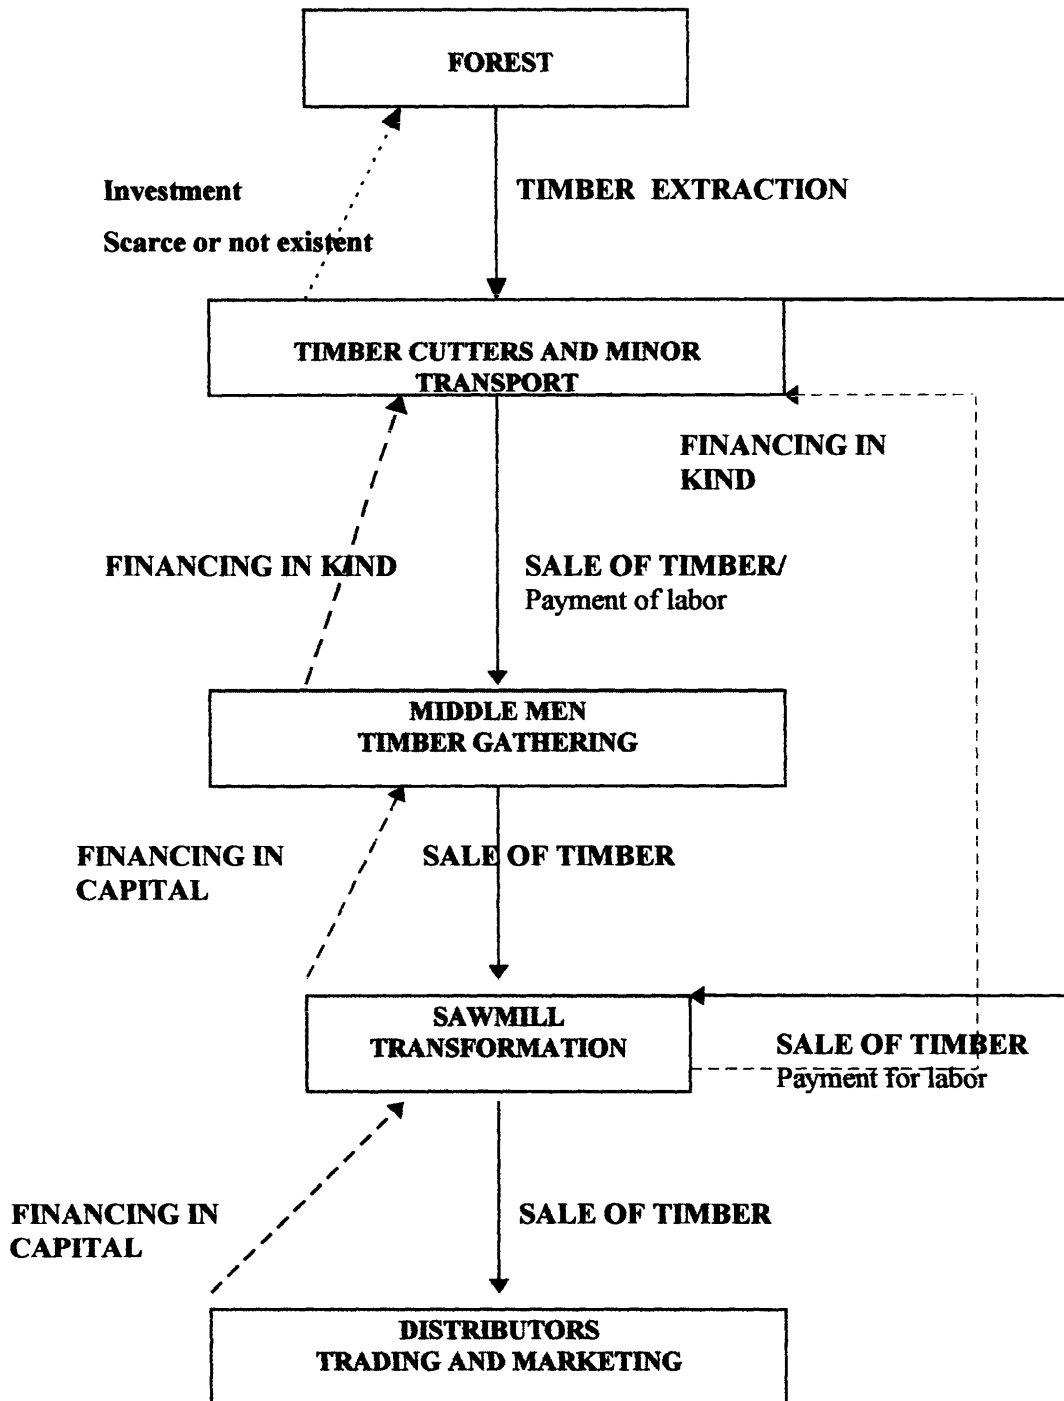 FOREST
Investment
TIMBER EXTRACTION
Scarce or not existent
TIMBER CUTTERS AND MINOR
TRANSPORT
FINANCING IN
KIND
FINANCING IN KIND
SALE OF TIMBER/
Payment of labor
MIDDLE MEN
TIMBER GATHERING
FINANCING IN
CAPITAL
SALE OF TIMBER
SAWMILL
TRANSFORMATION
SALE OF TIMBER
Payment for labor
FINANCING IN
CAPITAL
SALE OF TIMBER
DISTRIBUTORS
TRADING AND MARKETING